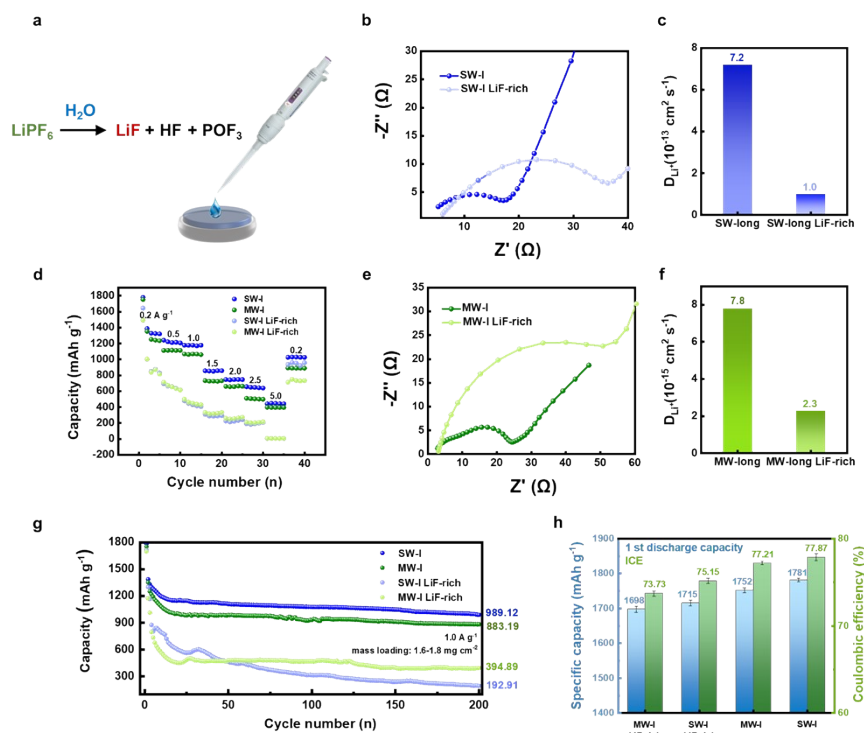 a
H₂O
LiPF₆ LiF + HF + POF₃
b
-Z'' (Ω)
30
25
20
15
10
5
SW-I
SW-I LiF-rich
0 10 20 30 40
Z' (Ω)
c
D_Li⁺(10⁻¹³ cm² s⁻¹)
8
6
4
2
0
7.2
1.0
SW-long SW-long LiF-rich
d
Capacity (mAh g⁻¹)
1800
1600
1400
1200
1000
800
600
400
200
0
-200
SW-I
MW-I
SW-I LiF-rich
MW-I LiF-rich
0.2 A g⁻¹
0.5
1.0
1.5
2.0
2.5
5.0
0.2
0 10 20 30 40
Cycle number (n)
e
-Z'' (Ω)
35
30
25
20
15
10
5
0
MW-I
MW-I LiF-rich
0 10 20 30 40 50 60
Z' (Ω)
f
D_Li⁺(10⁻¹⁵ cm² s⁻¹)
8
4
0
7.8
2.3
MW-long MW-long LiF-rich
g
Capacity (mAh g⁻¹)
1800
1500
1200
900
600
300
SW-I
MW-I
SW-I LiF-rich
MW-I LiF-rich
989.12
883.19
1.0 A g⁻¹
mass loading: 1.6-1.8 mg cm⁻²
394.89
192.91
0 50 100 150 200
Cycle number (n)
h
Specific capacity (mAh g⁻¹)
1900
1800
1700
1600
1500
1400
1 st discharge capacity
ICE
1698
73.73
1715
75.15
1752
77.21
1781
77.87
MW-I SW-I MW-I SW-I
80
70
60
Coulombic efficiency (%)